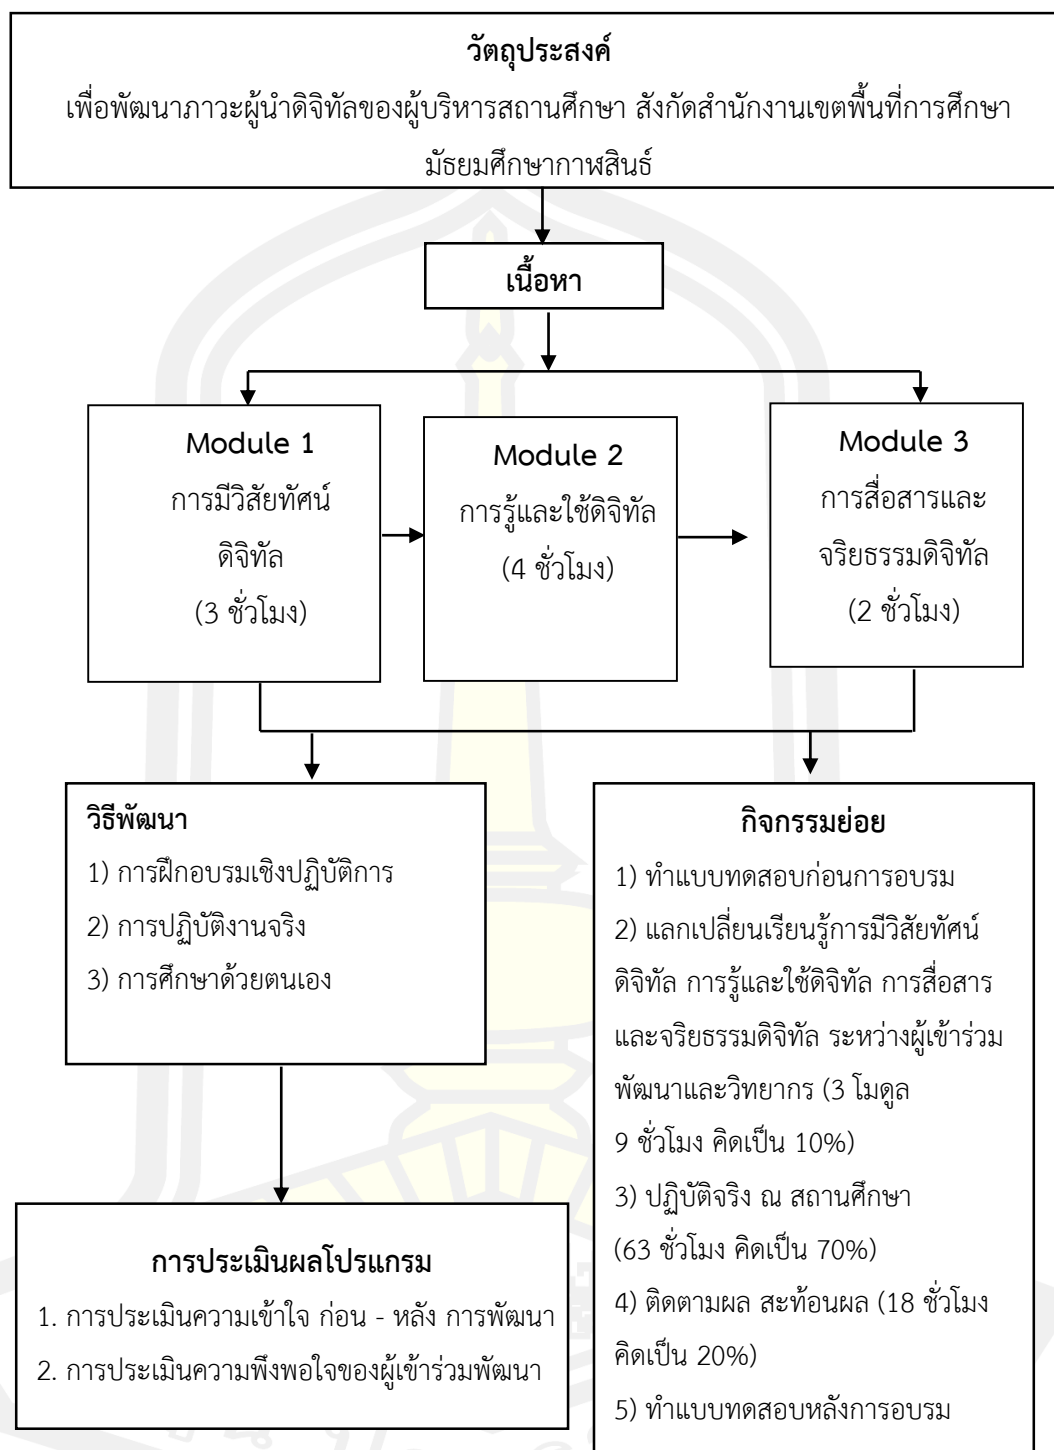 วัตถุประสงค์
เพื่อพัฒนาภาวะผู้นำดิจิทัลของผู้บริหารสถานศึกษา สังกัดสำนักงานเขตพื้นที่การศึกษา
มัธยมศึกษากาฬสินธุ์
เนื้อหา
Module 1
การมีวิสัยทัศน์
ดิจิทัล
(3 ชั่วโมง)
Module 2
การรู้และใช้ดิจิทัล
(4 ชั่วโมง)
Module 3
การสื่อสารและ
จริยธรรมดิจิทัล
(2 ชั่วโมง)
วิธีพัฒนา
1) การฝึกอบรมเชิงปฏิบัติการ
2) การปฏิบัติงานจริง
3) การศึกษาด้วยตนเอง
กิจกรรมย่อย
1) ทำแบบทดสอบก่อนการอบรม
2) แลกเปลี่ยนเรียนรู้การมีวิสัยทัศน์
ดิจิทัล การรู้และใช้ดิจิทัล การสื่อสาร
และจริยธรรมดิจิทัล ระหว่างผู้เข้าร่วม
พัฒนาและวิทยากร (3 โมดูล
9 ชั่วโมง คิดเป็น 10%)
3) ปฏิบัติจริง ณ สถานศึกษา
(63 ชั่วโมง คิดเป็น 70%)
4) ติดตามผล สะท้อนผล (18 ชั่วโมง
คิดเป็น 20%)
5) ทำแบบทดสอบหลังการอบรม
การประเมินผลโปรแกรม
1. การประเมินความเข้าใจ ก่อน - หลัง การพัฒนา
2. การประเมินความพึงพอใจของผู้เข้าร่วมพัฒนา